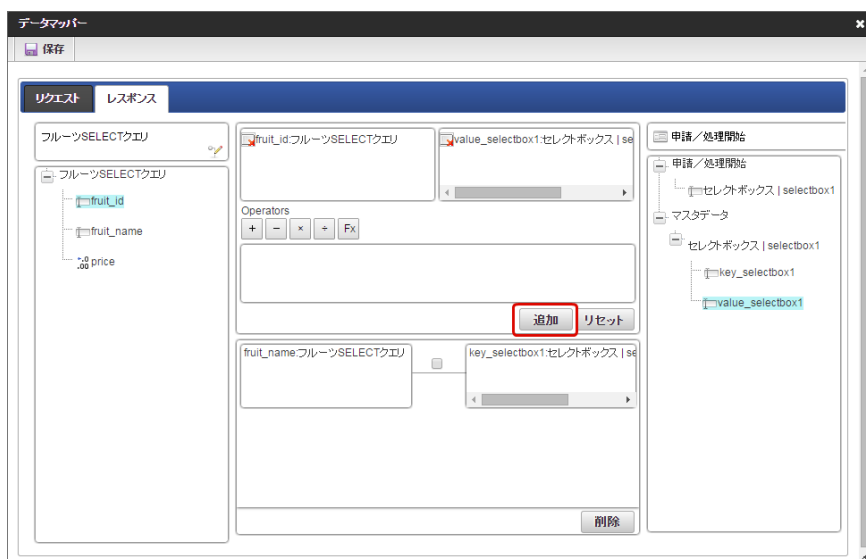 データマッパー
保存
リクエスト レスポンス
フルーツSELECTクエリ
フルーツSELECTクエリ
fruit_id
fruit_name
price
fruit_id:フルーツSELECTクエリ
value_selectbox1:セレクトボックス | se
Operators
+ − × ÷ Fx
追加 リセット
fruit_name:フルーツSELECTクエリ
key_selectbox1:セレクトボックス | se
削除
申請／処理開始
申請／処理開始
セレクトボックス | selectbox1
マスタデータ
セレクトボックス | selectbox1
key_selectbox1
value_selectbox1